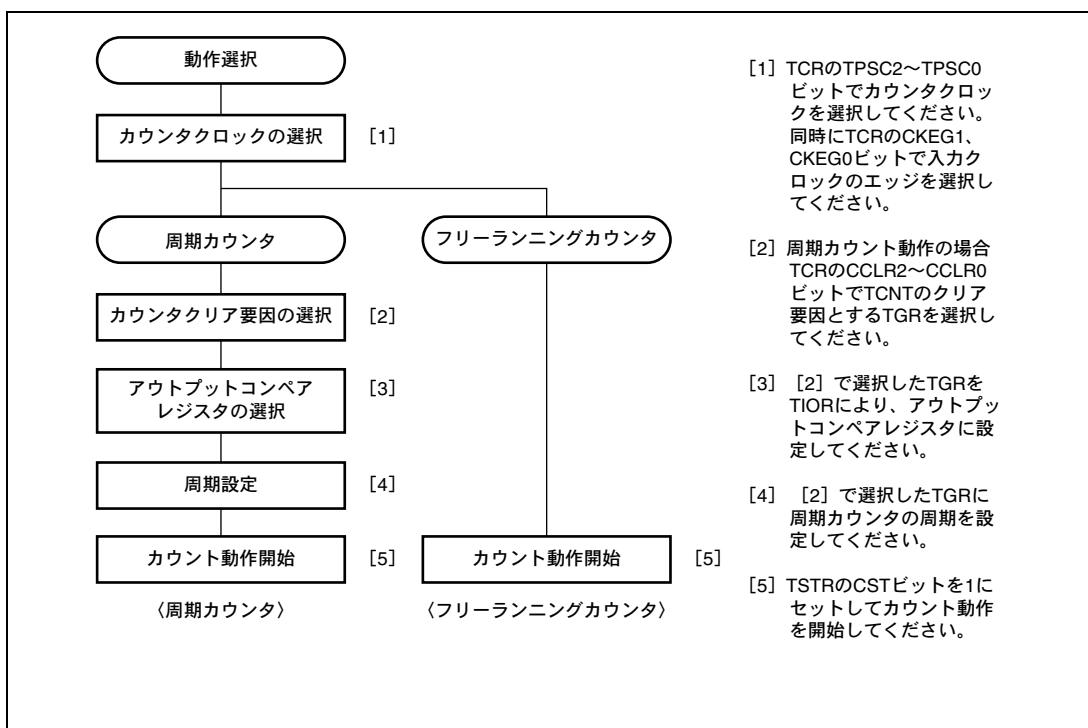 動作選択
カウンタクロックの選択
[1]
周期カウンタ
フリーランニングカウンタ
カウンタクリア要因の選択
[2]
アウトプットコンペア
レジスタの選択
[3]
周期設定
[4]
カウント動作開始
[5]
カウント動作開始
[5]
〈周期カウンタ〉
〈フリーランニングカウンタ〉
[1] TCRのTPSC2～TPSC0
ビットでカウンタクロッ
クを選択してください。
同時にTCRのCKEG1、
CKEG0ビットで入力ク
ロックのエッジを選択し
てください。
[2] 周期カウント動作の場合
TCRのCCLR2～CCLR0
ビットでTCNTのクリア
要因とするTGRを選択し
てください。
[3] [2]で選択したTGRを
TIORにより、アウトプッ
トコンペアレジスタに設
定してください。
[4] [2]で選択したTGRに
周期カウンタの周期を設
定してください。
[5] TSTRのCSTビットを1に
セットしてカウント動作
を開始してください。